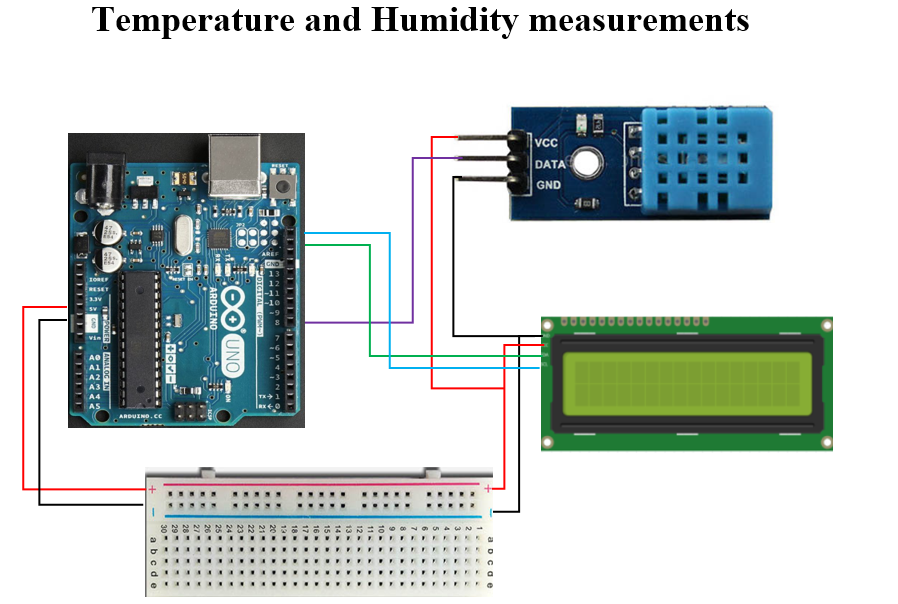 Temperature and Humidity measurements
VCC
DATA
GND
RESET
AREF
GND
13
12
~11
~10
~9
8
7
~6
~5
4
~3
2
TX→ 1
RX← 0
DIGITAL (PWM~)
IOREF
RESET
3.3V
5V
GND
Vin
POWER
A0
A1
A2
A3
A4
A5
ANALOG IN
RX
TX
ON
ICSP
ARDUINO
UNO
ARDUINO.CC
+ +
- -
30 29 28 27 26 25 24 23 22 21 20 19 18 17 16 15 14 13 12 11 10 9 8 7 6 5 4 3 2 1
a a
b b
c c
d d
e e